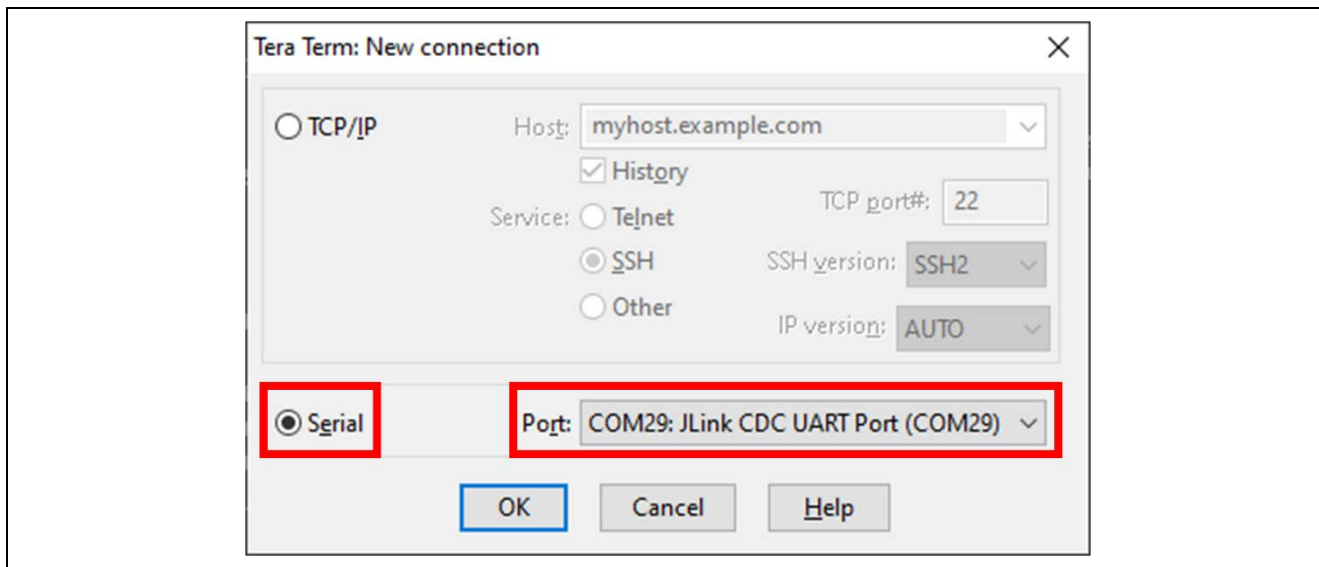 Tera Term: New connection
TCP/IP
Host: myhost.example.com
History
Service: Telnet
TCP port#: 22
SSH
SSH version: SSH2
Other
IP version: AUTO
Serial
Port: COM29: JLink CDC UART Port (COM29)
OK
Cancel
Help